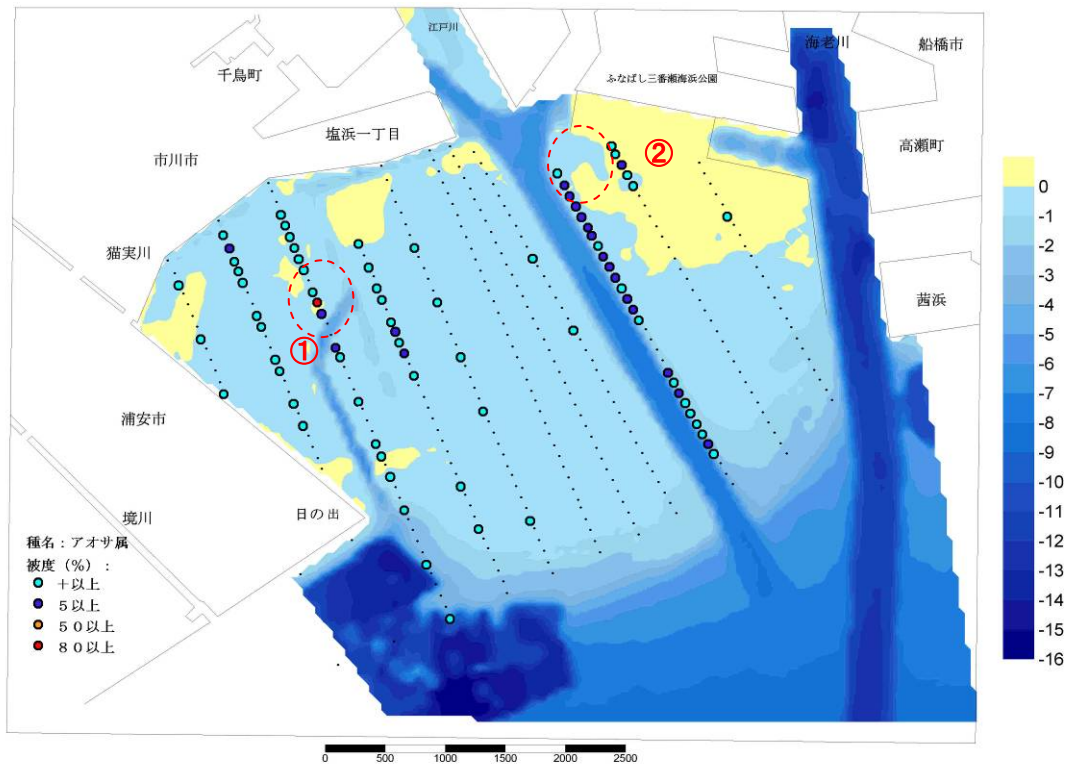 江戸川
海老川
船橋市
千鳥町
ふなばし三番瀬海浜公園
塩浜一丁目
高瀬町
市川市
②
猫実川
茜浜
①
浦安市
境川
日の出
種名：アオサ属
被度（%）：
＋以上
５以上
５０以上
８０以上
0
-1
-2
-3
-4
-5
-6
-7
-8
-9
-10
-11
-12
-13
-14
-15
-16
0 500 1000 1500 2000 2500